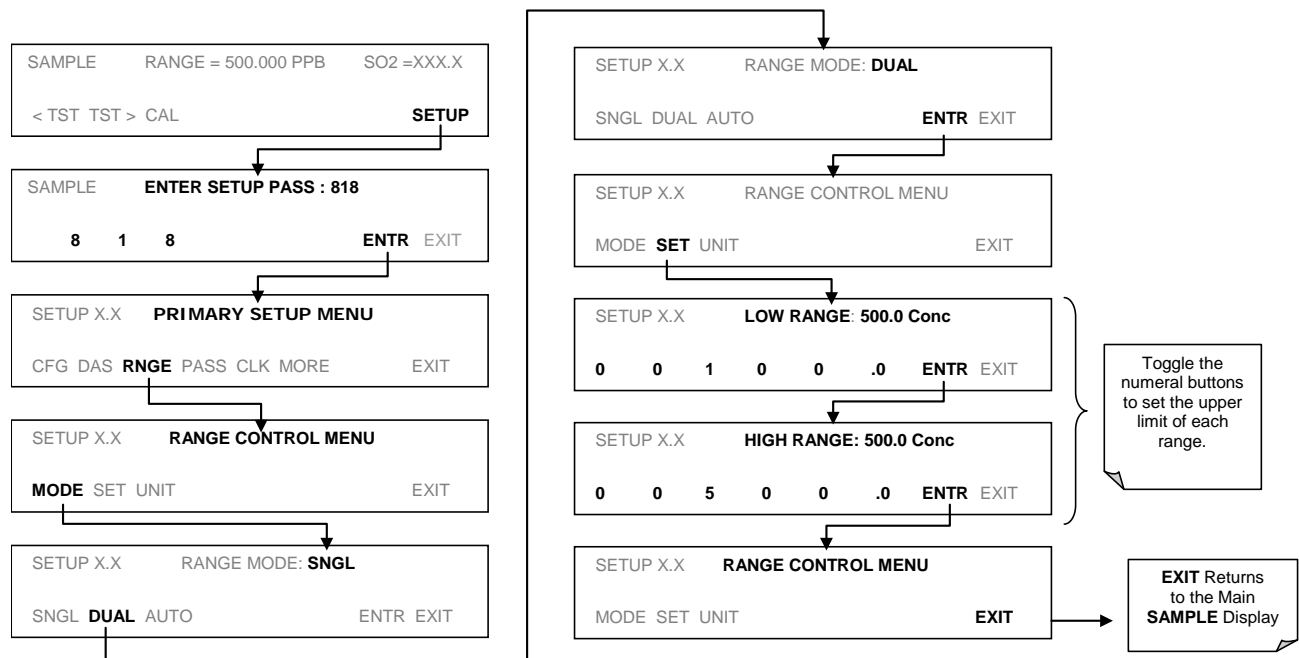 SAMPLE RANGE = 500.000 PPB SO2 =XXX.X
< TST TST > CAL SETUP
SAMPLE ENTER SETUP PASS : 818
8 1 8 ENTR EXIT
SETUP X.X PRIMARY SETUP MENU
CFG DAS RNGE PASS CLK MORE EXIT
SETUP X.X RANGE CONTROL MENU
MODE SET UNIT EXIT
SETUP X.X RANGE MODE: SNGL
SNGL DUAL AUTO ENTR EXIT
SETUP X.X RANGE MODE: DUAL
SNGL DUAL AUTO ENTR EXIT
SETUP X.X RANGE CONTROL MENU
MODE SET UNIT EXIT
SETUP X.X LOW RANGE: 500.0 Conc
0 0 1 0 0 .0 ENTR EXIT
SETUP X.X HIGH RANGE: 500.0 Conc
0 0 5 0 0 .0 ENTR EXIT
Toggle the
numeral buttons
to set the upper
limit of each
range.
SETUP X.X RANGE CONTROL MENU
MODE SET UNIT EXIT
EXIT Returns
to the Main
SAMPLE Display